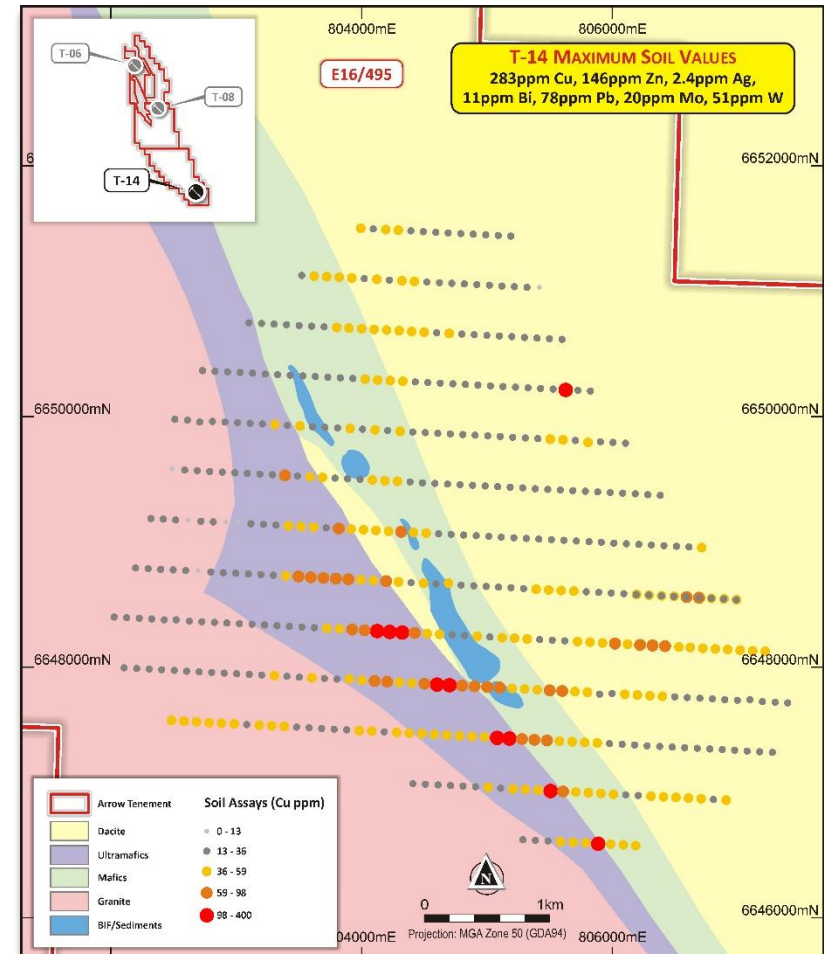 804000mE
806000mE
T-06
T-08
T-14
E16/495
T-14 MAXIMUM SOIL VALUES
283ppm Cu, 146ppm Zn, 2.4ppm Ag,
11ppm Bi, 78ppm Pb, 20ppm Mo, 51ppm W
6652000mN
6650000mN
6650000mN
6648000mN
6648000mN
Arrow Tenement
Dacite
Ultramafics
Mafics
Granite
BIF/Sediments
Soil Assays (Cu ppm)
0 - 13
13 - 36
36 - 59
59 - 98
98 - 400
N
0 1km
Projection: MGA Zone 50 (GDA94)
6646000mN
804000mE
806000mE